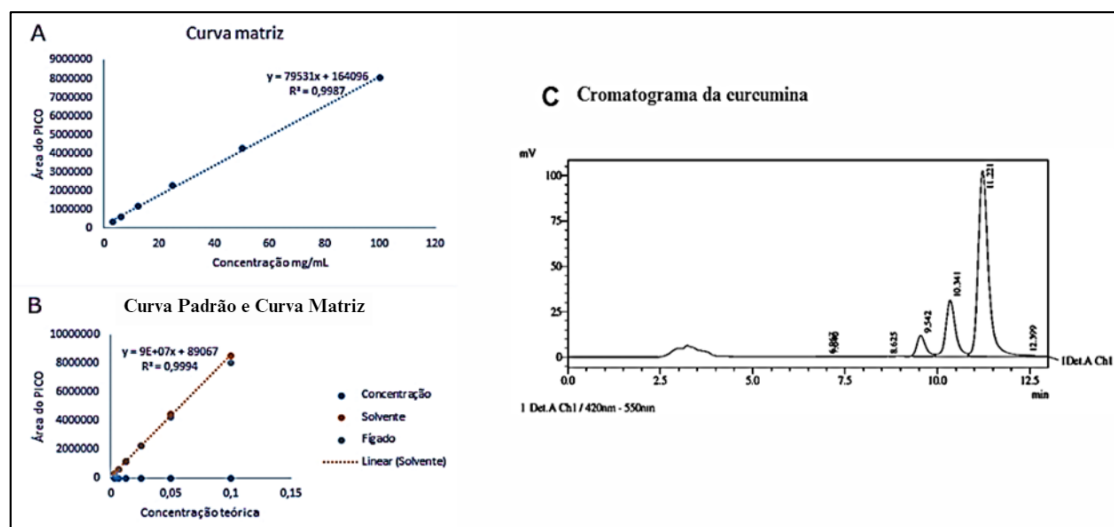 A
Curva matriz
9000000
8000000
7000000
6000000
5000000
4000000
3000000
2000000
1000000
0
Área do PICO
y = 79531x + 164096
R² = 0,9987
0 20 40 60 80 100 120
Concentração mg/mL
B
Curva Padrão e Curva Matriz
10000000
8000000
6000000
4000000
2000000
0
Área do PICO
y = 9E+07x + 89067
R² = 0,9994
0 0,05 0,1 0,15
Concentração teórica
Concentração
Solvente
Fígado
Linear (Solvente)
C Cromatograma da curcumina
mV
100
75
50
25
0
8.625
9.542
10.341
11.221
12.399
1Det.A Ch1
0.0 2.5 5.0 7.5 10.0 12.5
min
1 Det.A Ch1 / 420nm - 550nm